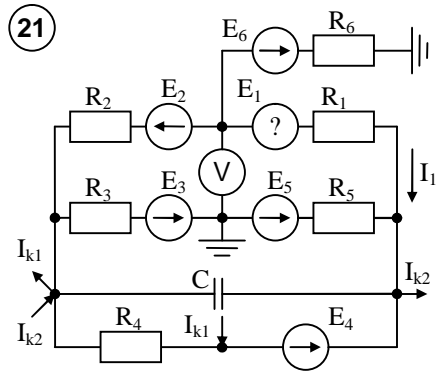 21
E6 R6
R2 E2 E1 R1
?
V
I1
R3 E3 E5 R5
Ik1 C Ik2
Ik2 R4 Ik1 E4